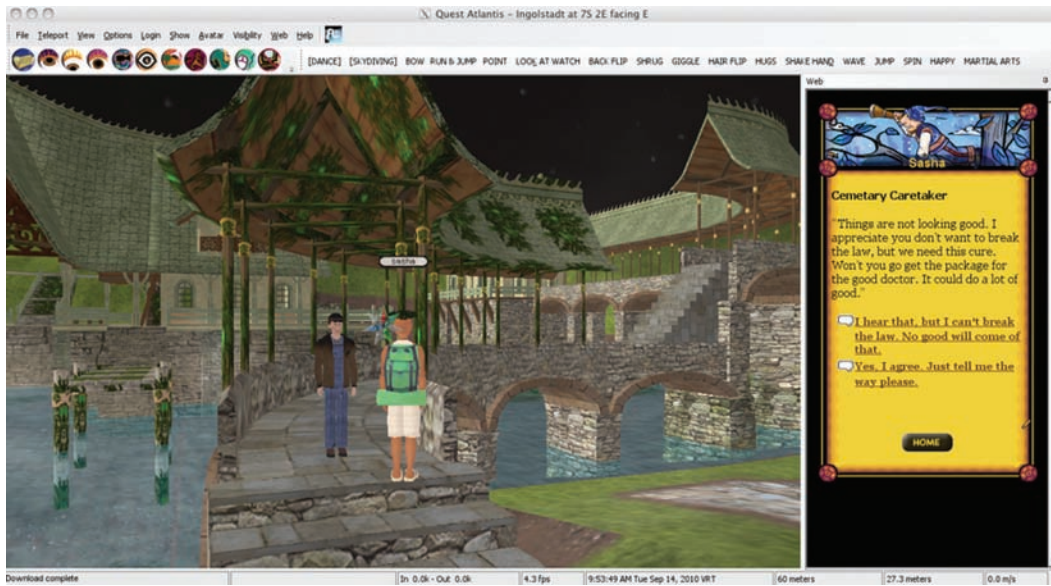 Quest Atlantis - Ingolstadt at 7S 2E facing E
File Teleport View Options Login Show Avatar Visibility Web Help
[DANCE] [SKYDIVING] BOW RUN & JUMP POINT LOOK AT WATCH BACK FLIP SHRUG GIGGLE HAIR FLIP HUGS SHAKE HAND WAVE JUMP SPIN HAPPY MARTIAL ARTS
Web
sasha
Sasha
Cemetary Caretaker
"Things are not looking good. I
appreciate you don't want to break
the law, but we need this cure.
Won't you go get the package for
the good doctor. It could do a lot of
good."
I hear that, but I can't break
the law. No good will come of
that.
Yes, I agree. Just tell me the
way please.
HOME
Download complete In 0.0k - Out 0.0k 4.3 fps 9:53:49 AM Tue Sep 14, 2010 VRT 60 meters 27.3 meters 0.0 m/s